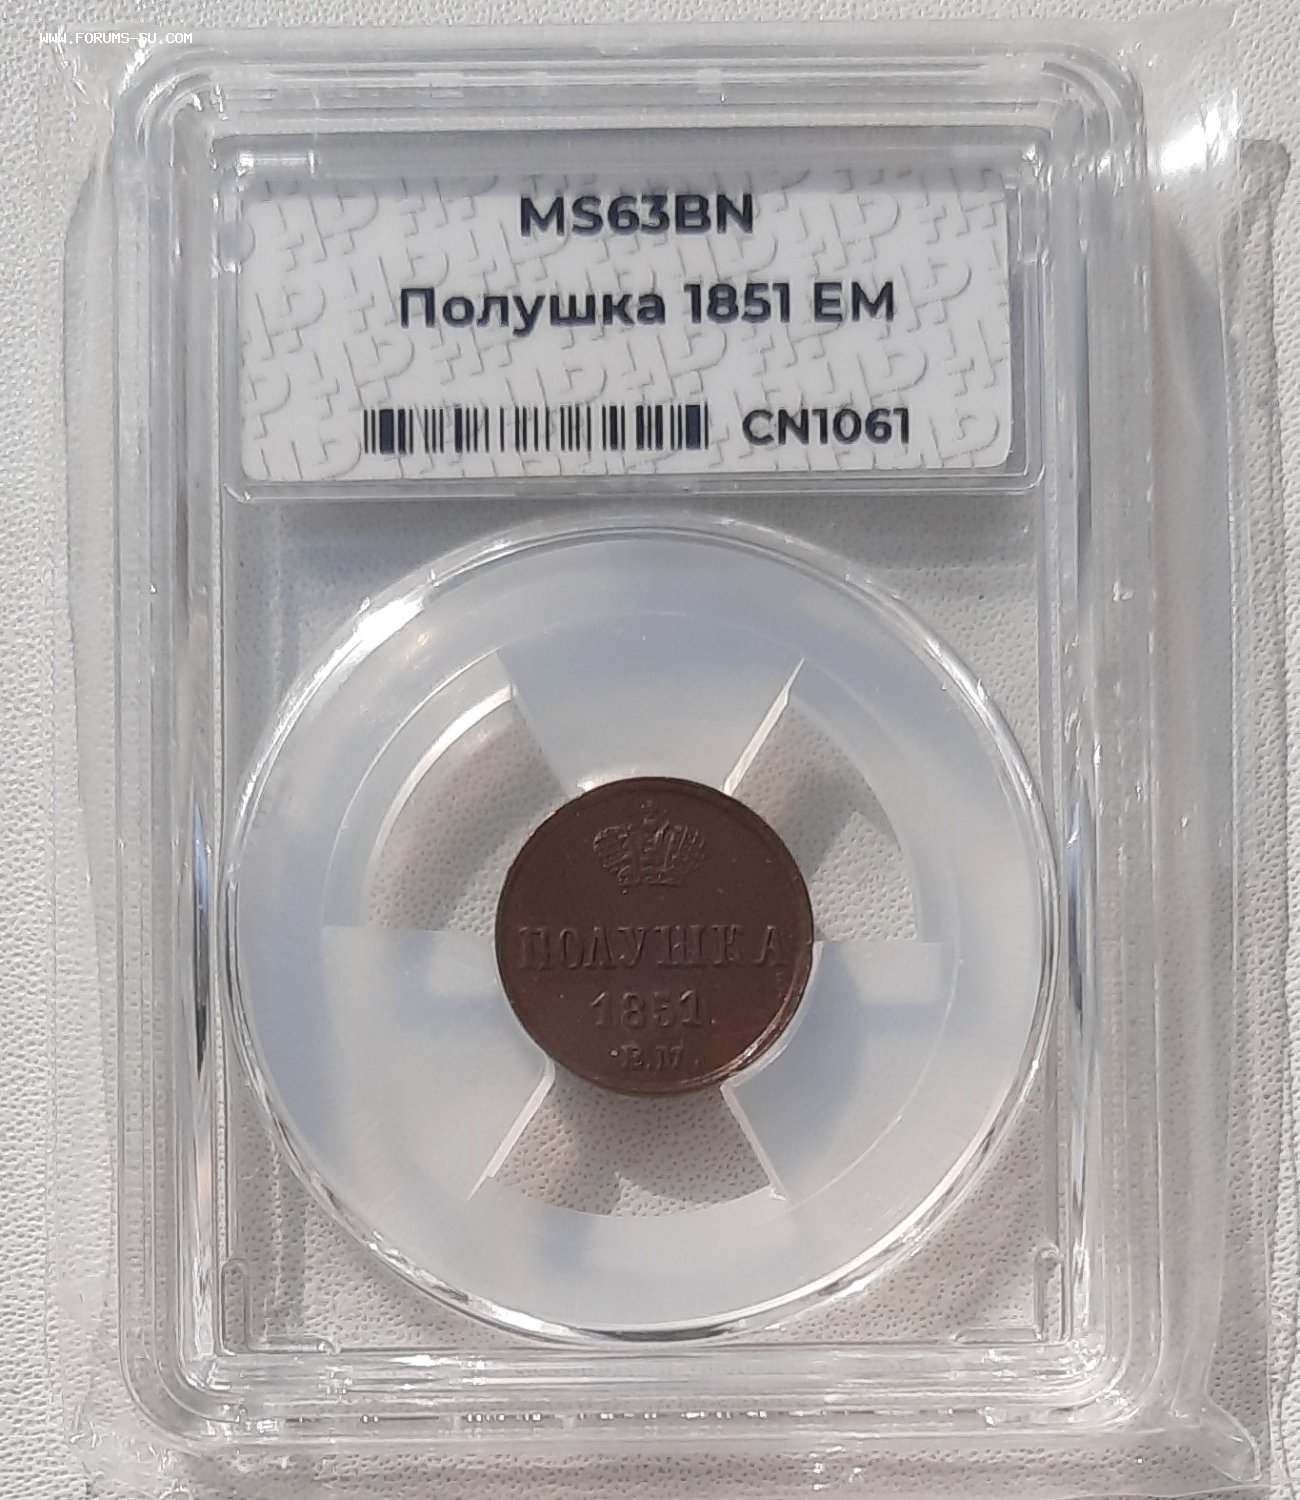 WWW.FORUMS-SU.COM
MS63BN
Полушка 1851 ЕМ
CN1061
ПОЛУШКА
1851.
·Е.М.